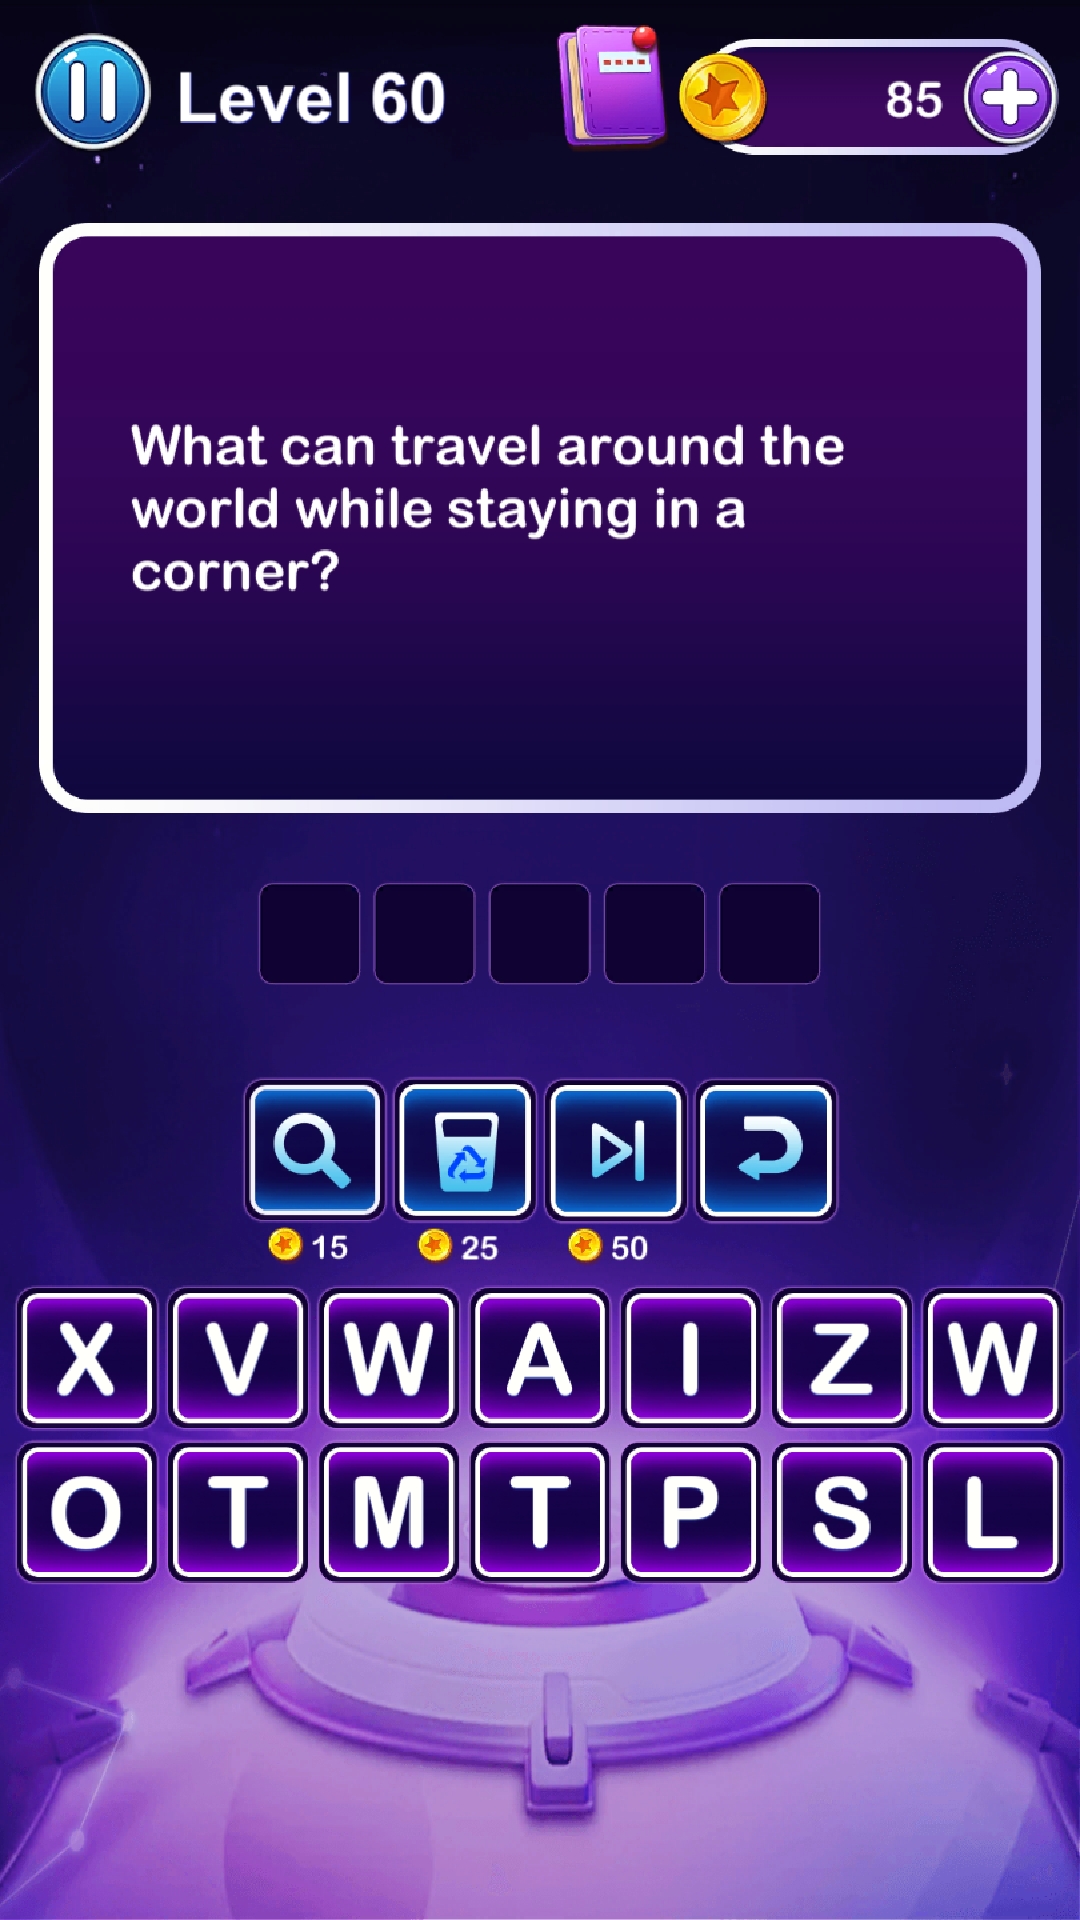 Level 60
85
What can travel around the
world while staying in a
corner?
15 25 50
X V W A I Z W
O T M T P S L